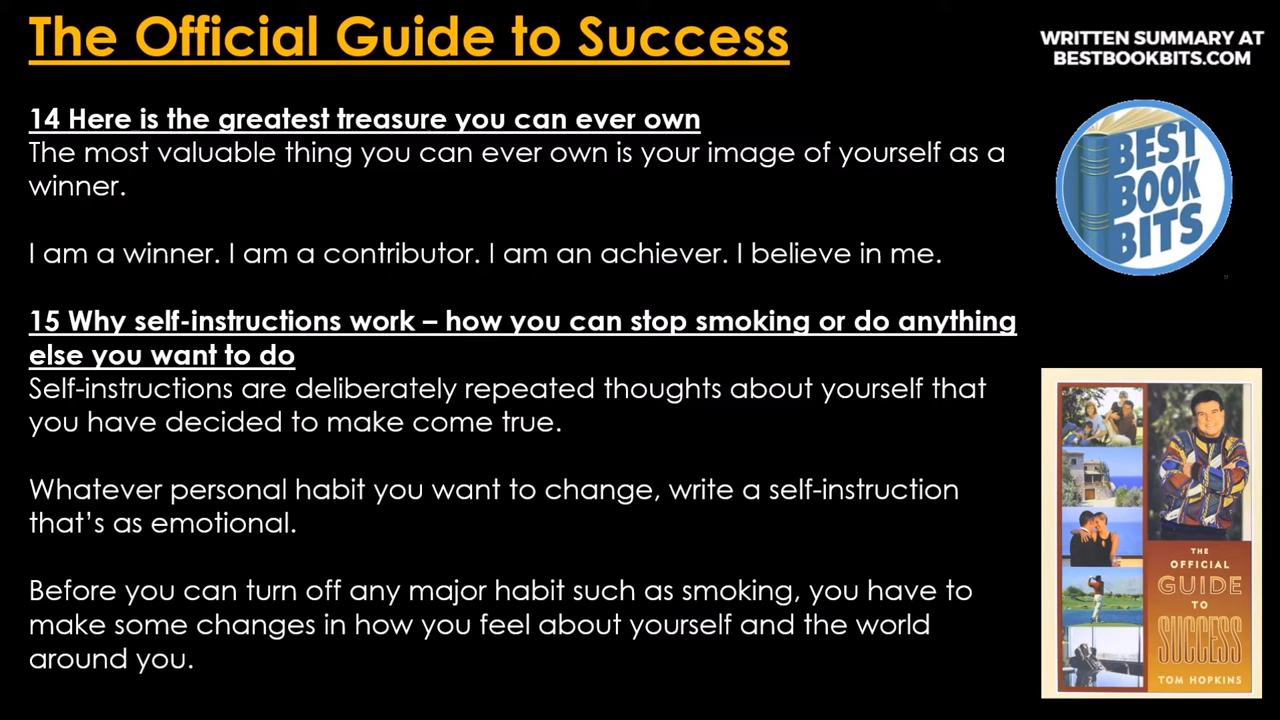 The Official Guide to Success
WRITTEN SUMMARY AT
BESTBOOKBITS.COM
14 Here is the greatest treasure you can ever own
The most valuable thing you can ever own is your image of yourself as a
winner.
I am a winner. I am a contributor. I am an achiever. I believe in me.
15 Why self-instructions work – how you can stop smoking or do anything
else you want to do
Self-instructions are deliberately repeated thoughts about yourself that
you have decided to make come true.
Whatever personal habit you want to change, write a self-instruction
that's as emotional.
Before you can turn off any major habit such as smoking, you have to
make some changes in how you feel about yourself and the world
around you.
BEST
BOOK
BITS
THE
OFFICIAL
GUIDE
TO
SUCCESS
TOM HOPKINS